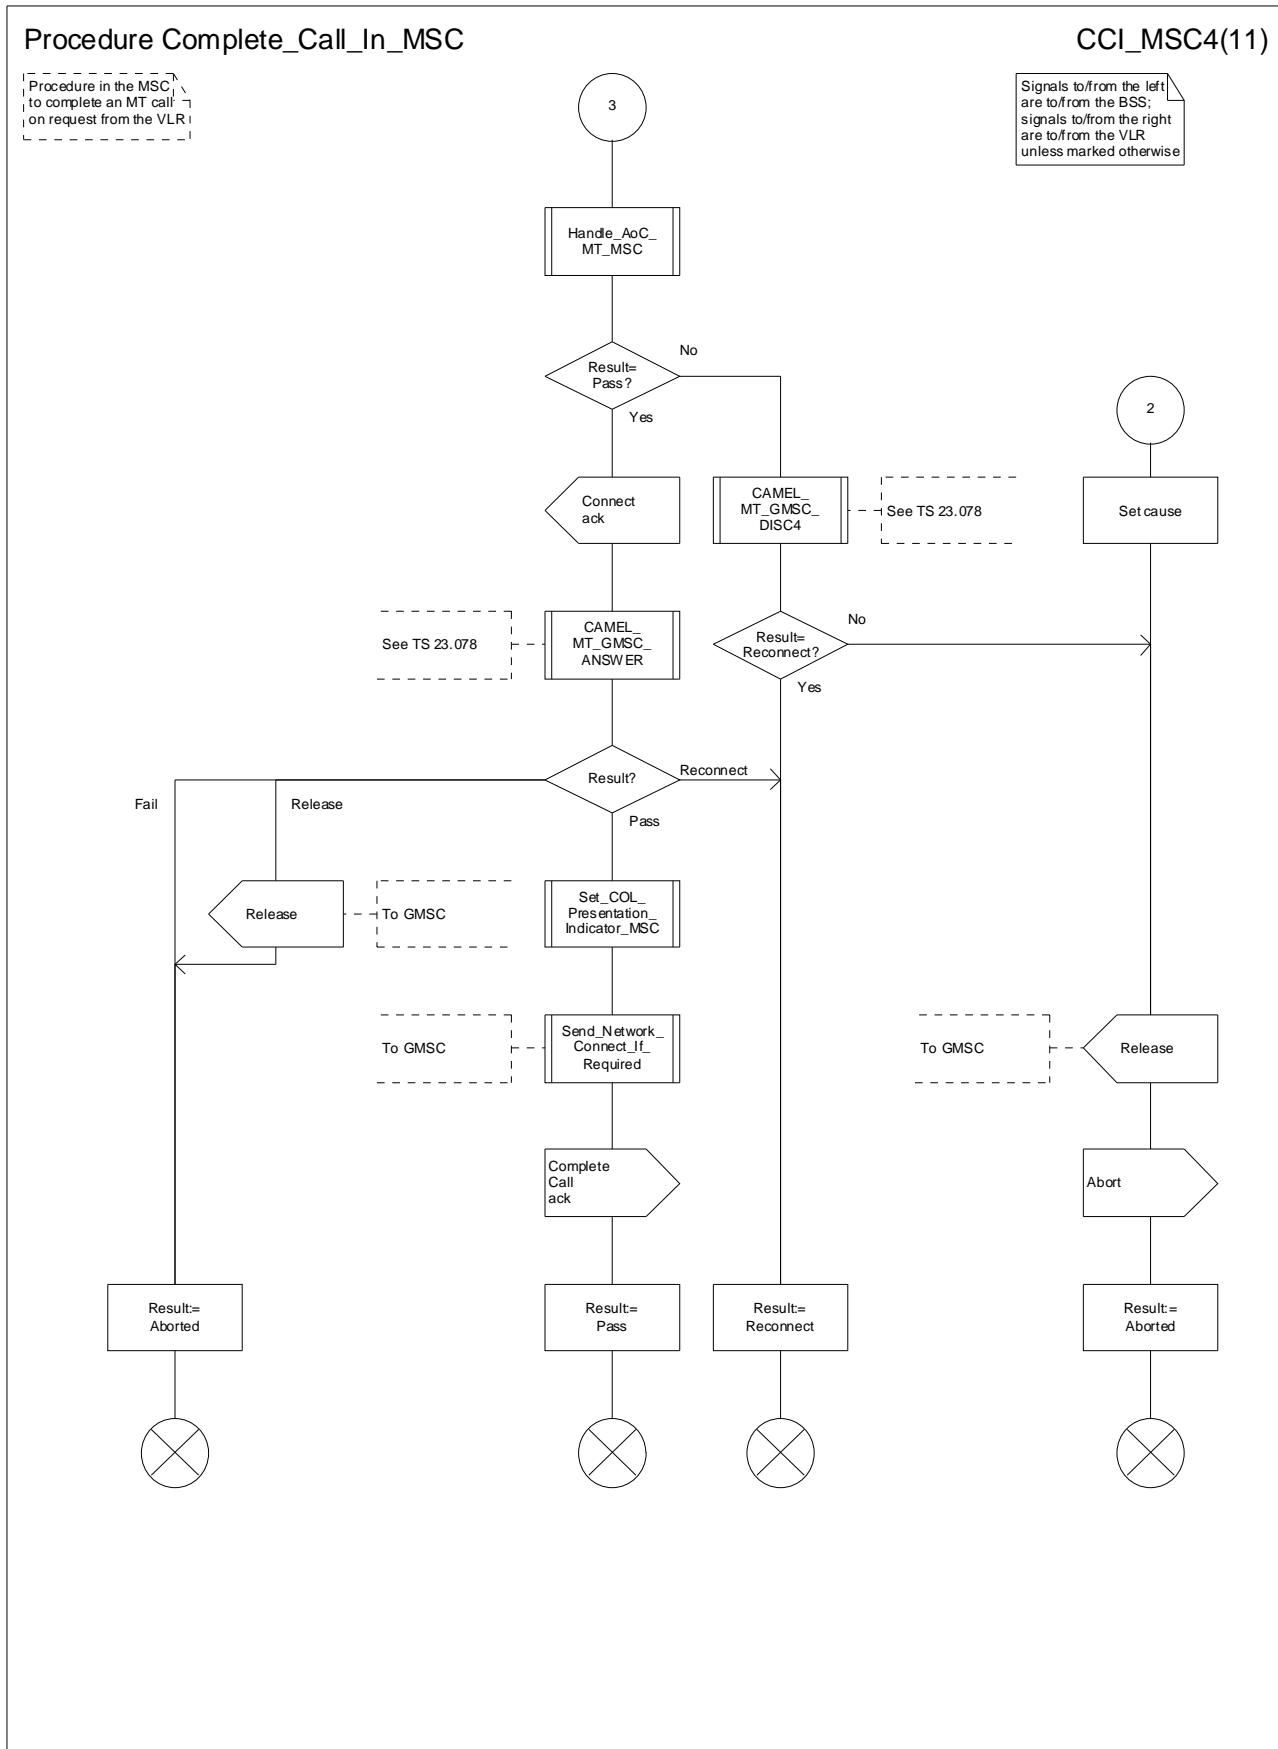 Procedure Complete_Call_In_MSC
CCI_MSC4(11)
Procedure in the MSC
to complete an MT call
on request from the VLR
Signals to/from the left
are to/from the BSS;
signals to/from the right
are to/from the VLR
unless marked otherwise
3
Handle_AoC_
MT_MSC
Result=
Pass?
No
Yes
2
Connect
ack
CAMEL_
MT_GMSC_
DISC4
See TS 23.078
Set cause
See TS 23.078
CAMEL_
MT_GMSC_
ANSWER
Result=
Reconnect?
No
Yes
Result?
Reconnect
Fail
Release
Pass
Release
To GMSC
Set_COL_
Presentation_
Indicator_MSC
To GMSC
Send_Network_
Connect_If_
Required
To GMSC
Release
Complete
Call
ack
Abort
Result:=
Aborted
Result:=
Pass
Result:=
Reconnect
Result:=
Aborted